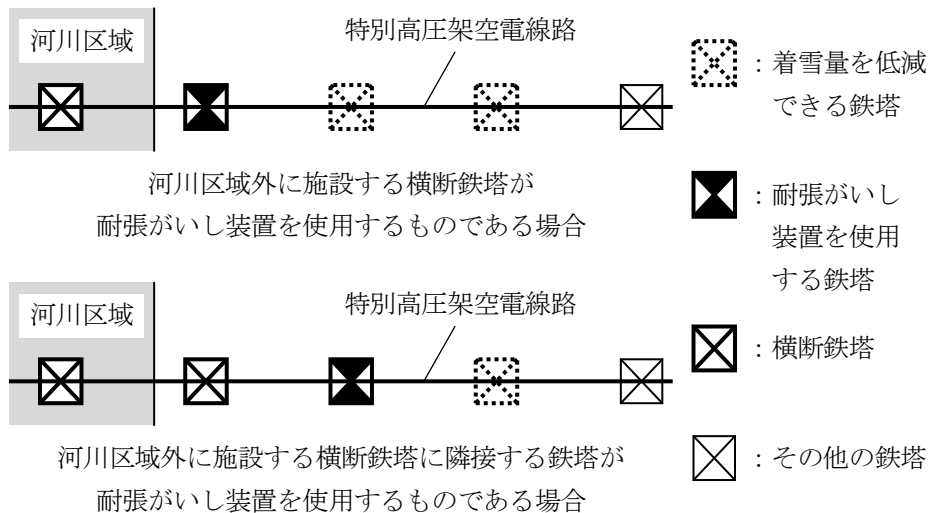 河川区域
特別高圧架空電線路
河川区域外に施設する横断鉄塔が
耐張がいし装置を使用するものである場合
河川区域
特別高圧架空電線路
河川区域外に施設する横断鉄塔に隣接する鉄塔が
耐張がいし装置を使用するものである場合
：着雪量を低減
できる鉄塔
：耐張がいし
装置を使用
する鉄塔
：横断鉄塔
：その他の鉄塔